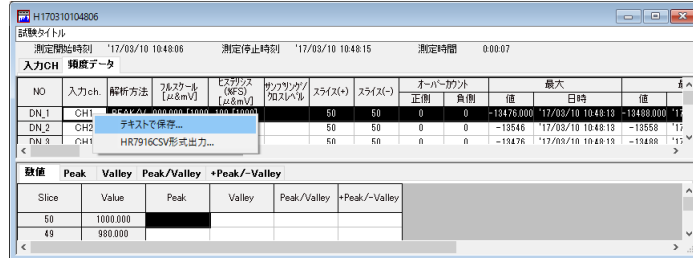 H170310104806
試験タイトル
測定開始時刻 '17/03/10 10:48:06 測定停止時刻 '17/03/10 10:48:15 測定時間 0:00:07
入力CH 頻度データ
NO 入力ch. 解析方法 フルスケール [μ&mV] ヒステリシス (%FS) [μ&mV] サンプリング/クロスレベル スライス(+) スライス(-) オーバーカウント 最大
正側 負側 値 日時 値
DN_1 CH1 50 50 0 0 -13476.000 '17/03/10 10:48:13 -13488.000 '17
DN_2 CH2 50 50 0 0 -13546 '17/03/10 10:48:13 -13558 '17
DN_3 CH1 50 50 0 0 -13476 '17/03/10 10:48:13 -13488 '17
テキストで保存...
HR7916CSV形式出力...
数値 Peak Valley Peak/Valley +Peak/-Valley
Slice Value Peak Valley Peak/Valley +Peak/-Valley
50 1000.000
49 980.000